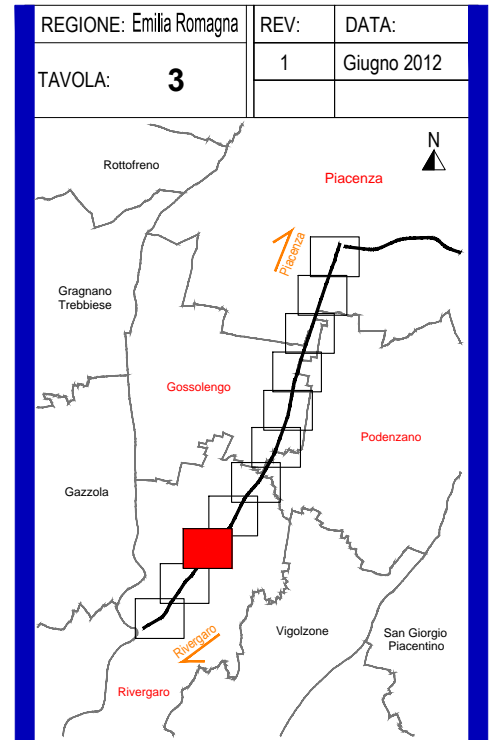 REGIONE: Emilia Romagna
REV:
DATA:
TAVOLA: 3
1
Giugno 2012
N
Rottofreno
Piacenza
Piacenza
Gragnano
Trebbiese
Gossolengo
Podenzano
Gazzola
Rivergaro
Vigolzone
San Giorgio
Piacentino
Rivergaro